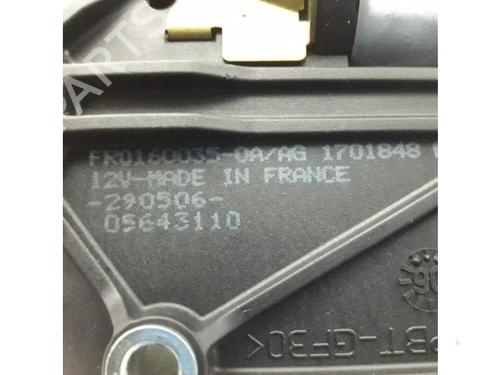 FR0160035-0A/AG 1701848
12V-MADE IN FRANCE
-290506-
05643110
PBT-GF30<